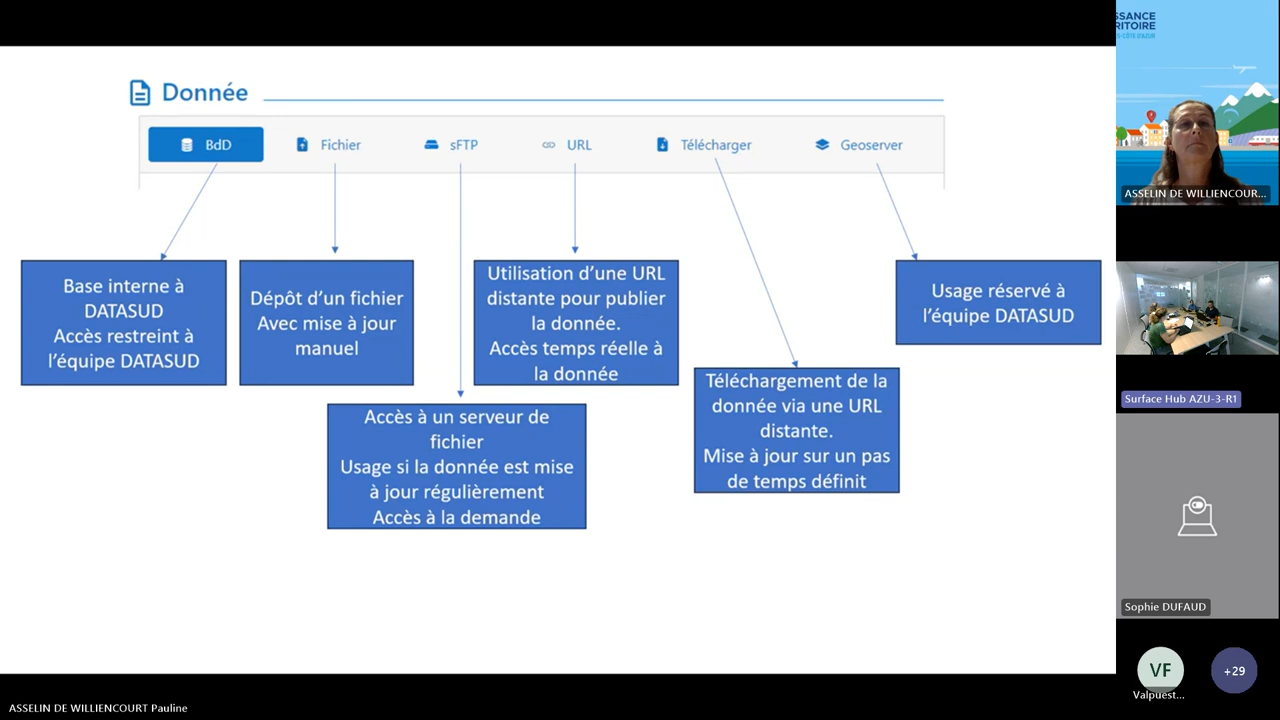 Donnée
BdD
Fichier
sFTP
URL
Télécharger
Geoserver
Base interne à
DATASUD
Accès restreint à
l'équipe DATASUD
Dépôt d'un fichier
Avec mise à jour
manuel
Utilisation d'une URL
distante pour publier
la donnée.
Accès temps réelle à
la donnée
Usage réservé à
l'équipe DATASUD
Accès à un serveur de
fichier
Usage si la donnée est mise
à jour régulièrement
Accès à la demande
Téléchargement de la
donnée via une URL
distante.
Mise à jour sur un pas
de temps définit
SSANCE
RITOIRE
S-CÔTE D'AZUR
ASSELIN DE WILLIENCOUR...
Surface Hub AZU-3-R1
Sophie DUFAUD
VF
Valpuest...
+29
ASSELIN DE WILLIENCOURT Pauline